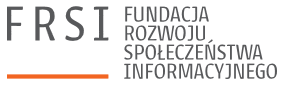 FRSI
FUNDACJA
ROZWOJU
SPOŁECZEŃSTWA
INFORMACYJNEGO